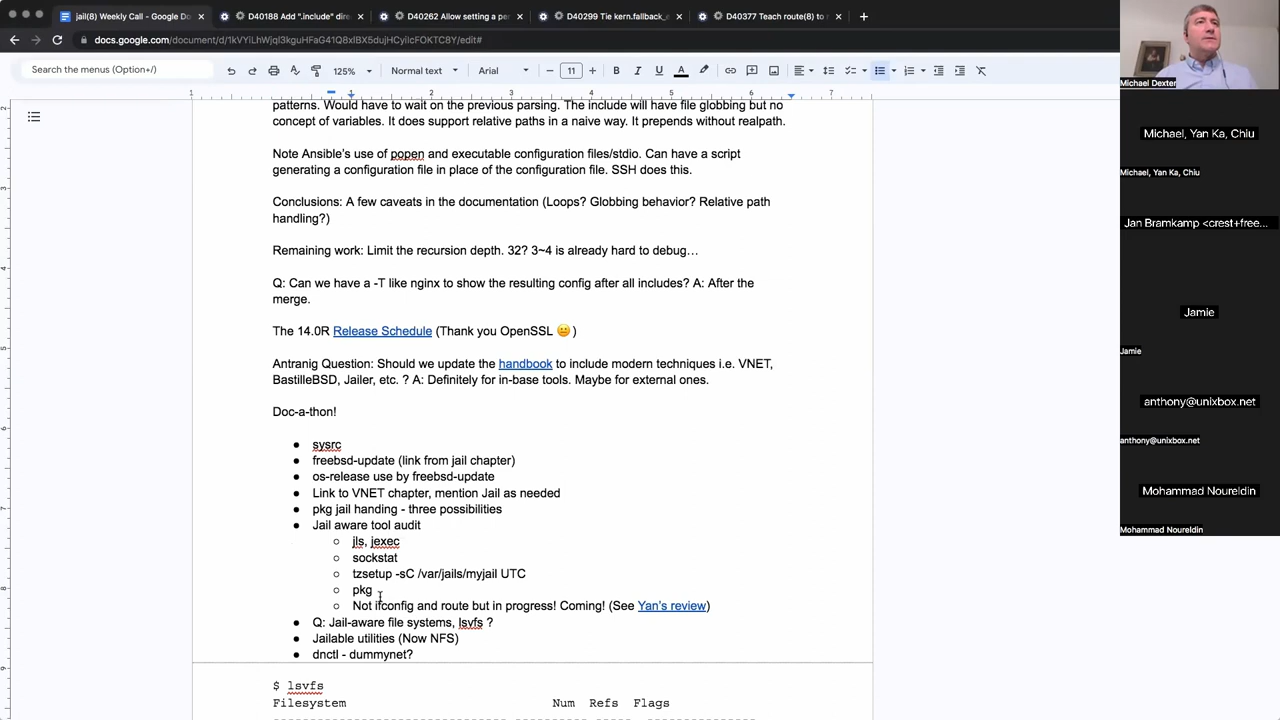 jail(8) Weekly Call - Google Do
D40188 Add ".include" dire
D40262 Allow setting a per
D40299 Tie kern.fallback_e
D40377 Teach route(8) to r
docs.google.com/document/d/1kVYiLhWjql3kguHFaG41Q8xIBX5dujHCyilcFOKTC8Y/edit#
Search the menus (Option+/)
125%
Normal text
Arial
11
patterns. Would have to wait on the previous parsing. The include will have file globbing but no
concept of variables. It does support relative paths in a naive way. It prepends without realpath.
Note Ansible's use of popen and executable configuration files/stdio. Can have a script
generating a configuration file in place of the configuration file. SSH does this.
Conclusions: A few caveats in the documentation (Loops? Globbing behavior? Relative path
handling?)
Remaining work: Limit the recursion depth. 32? 3~4 is already hard to debug…
Q: Can we have a -T like nginx to show the resulting config after all includes? A: After the
merge.
The 14.0R Release Schedule (Thank you OpenSSL 😐)
Antranig Question: Should we update the handbook to include modern techniques i.e. VNET,
BastilleBSD, Jailer, etc. ? A: Definitely for in-base tools. Maybe for external ones.
Doc-a-thon!
● sysrc
● freebsd-update (link from jail chapter)
● os-release use by freebsd-update
● Link to VNET chapter, mention Jail as needed
● pkg jail handing - three possibilities
● Jail aware tool audit
○ jls, jexec
○ sockstat
○ tzsetup -sC /var/jails/myjail UTC
○ pkg
○ Not ifconfig and route but in progress! Coming! (See Yan's review)
● Q: Jail-aware file systems, lsvfs ?
● Jailable utilities (Now NFS)
● dnctl - dummynet?
$ lsvfs
Filesystem Num Refs Flags
Michael Dexter
Michael, Yan Ka, Chiu
Michael, Yan Ka, Chiu
Jan Bramkamp <crest+free...
Jamie
Jamie
anthony@unixbox.net
anthony@unixbox.net
Mohammad Noureldin
Mohammad Noureldin